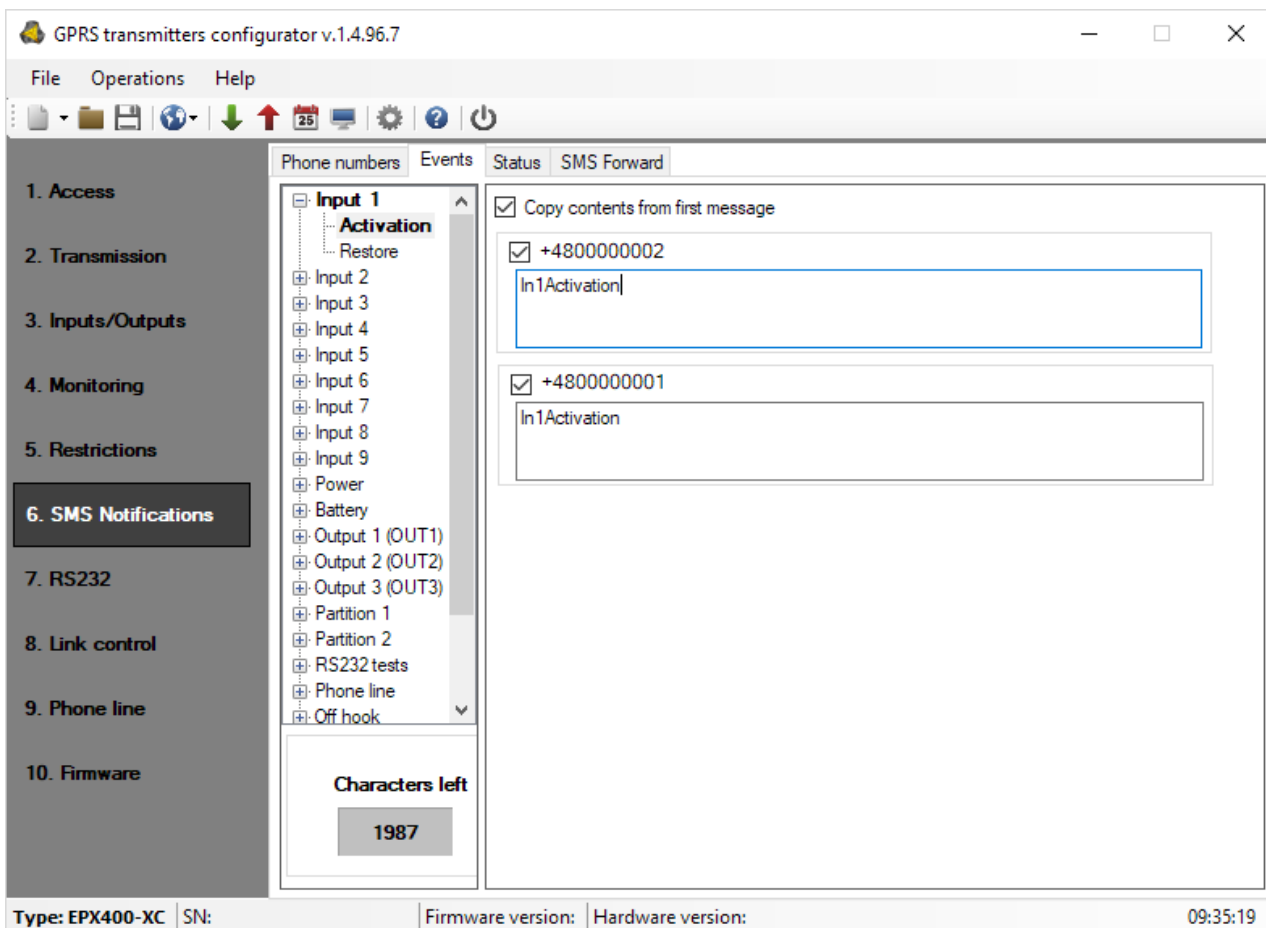 GPRS transmitters configurator v.1.4.96.7
File Operations Help
25
Phone numbers Events Status SMS Forward
1. Access
2. Transmission
3. Inputs/Outputs
4. Monitoring
5. Restrictions
6. SMS Notifications
7. RS232
8. Link control
9. Phone line
10. Firmware
Input 1
Activation
Restore
Input 2
Input 3
Input 4
Input 5
Input 6
Input 7
Input 8
Input 9
Power
Battery
Output 1 (OUT1)
Output 2 (OUT2)
Output 3 (OUT3)
Partition 1
Partition 2
RS232 tests
Phone line
Off hook
Characters left
1987
Copy contents from first message
+4800000002
In1Activation
+4800000001
In1Activation
Type: EPX400-XC SN: Firmware version: Hardware version: 09:35:19